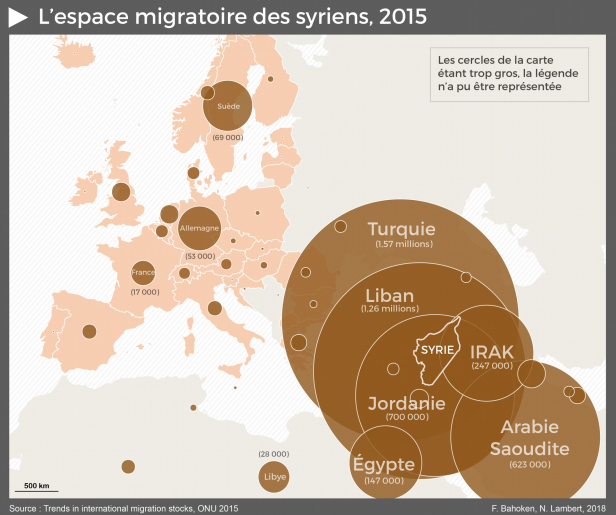 L'espace migratoire des syriens, 2015
Les cercles de la carte
étant trop gros, la légende
n'a pu être représentée
Suède
(69 000)
Allemagne
(53 000)
France
(17 000)
Turquie
(1,57 millions)
Liban
(1,26 millions)
SYRIE
IRAK
(247 000)
Jordanie
(700 000)
Arabie
Saoudite
(623 000)
Égypte
(147 000)
(28 000)
Libye
500 km
Source : Trends in international migration stocks, ONU 2015
F. Bahoken, N. Lambert, 2018